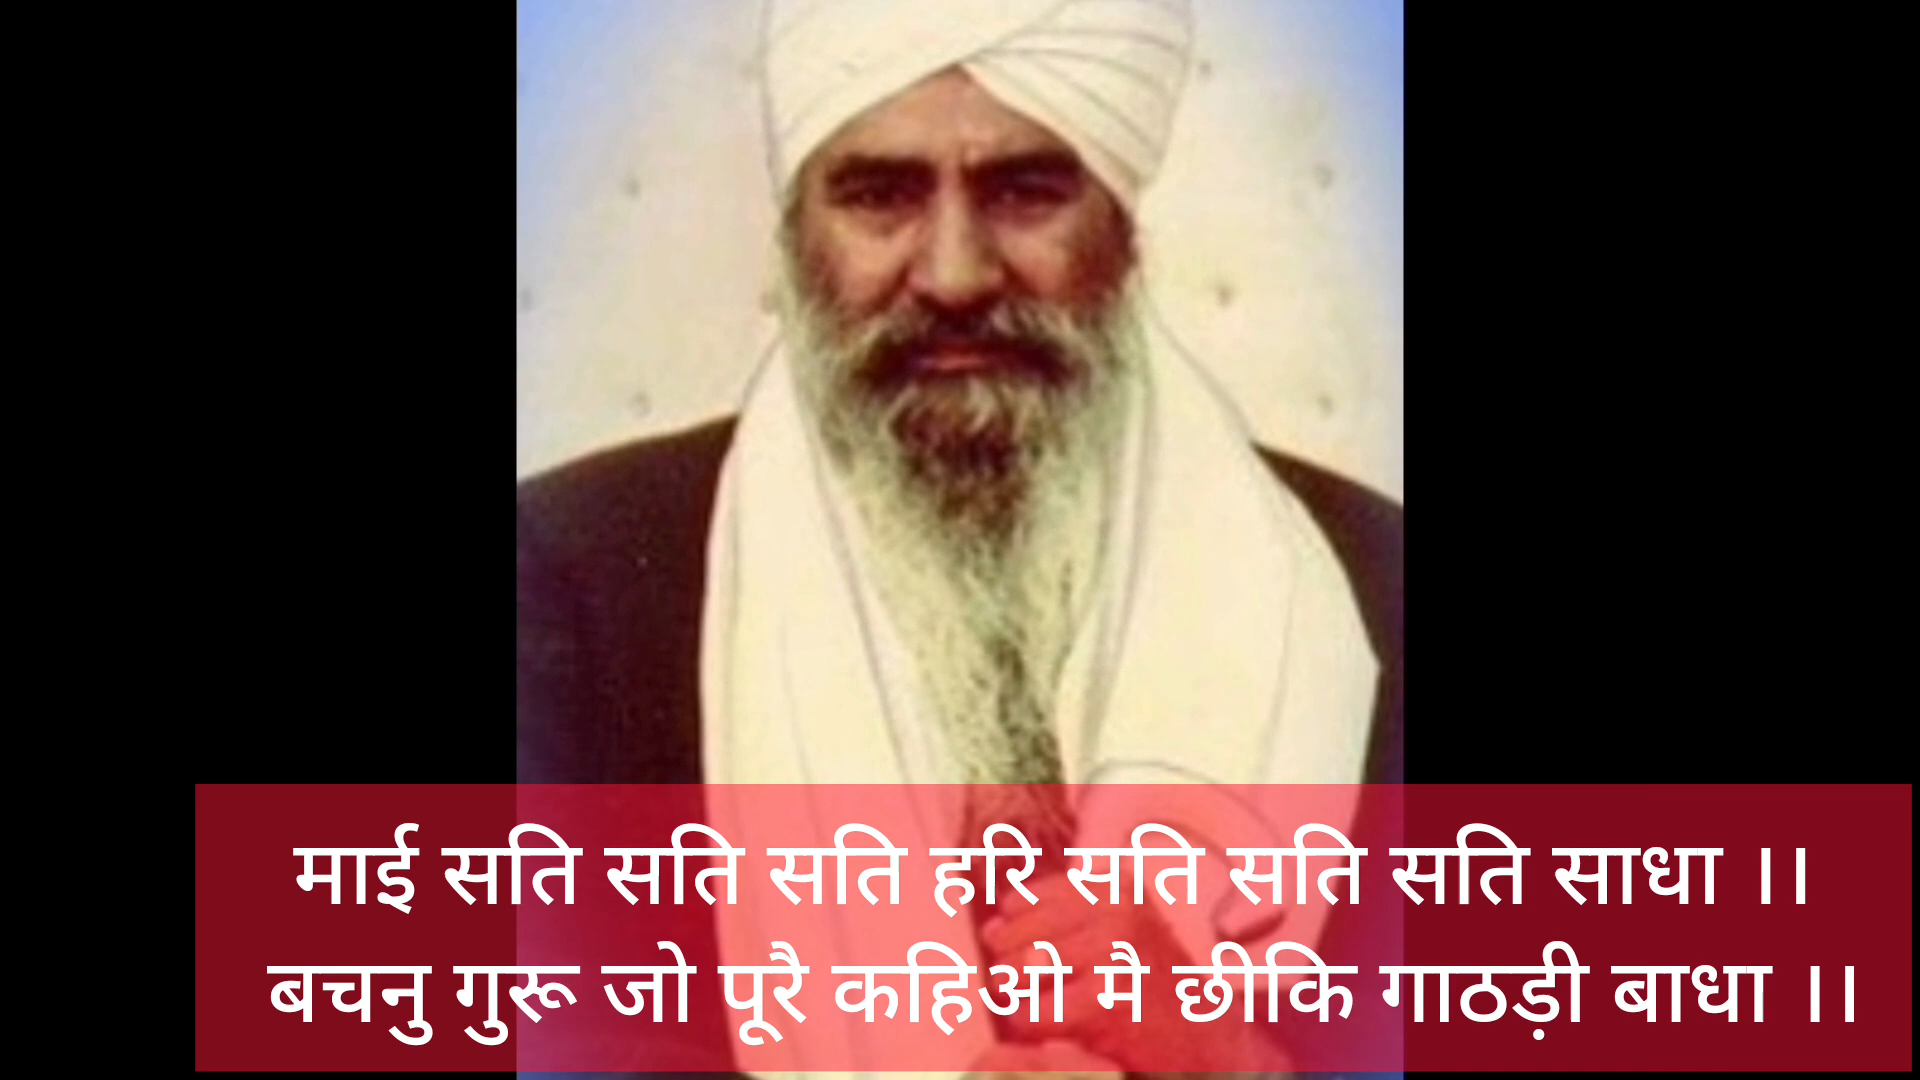 माई सति सति सति हरि सति सति सति साधा ।।
बचनु गुरू जो पूरै कहिओ मै छीकि गाठड़ी बाधा ।।